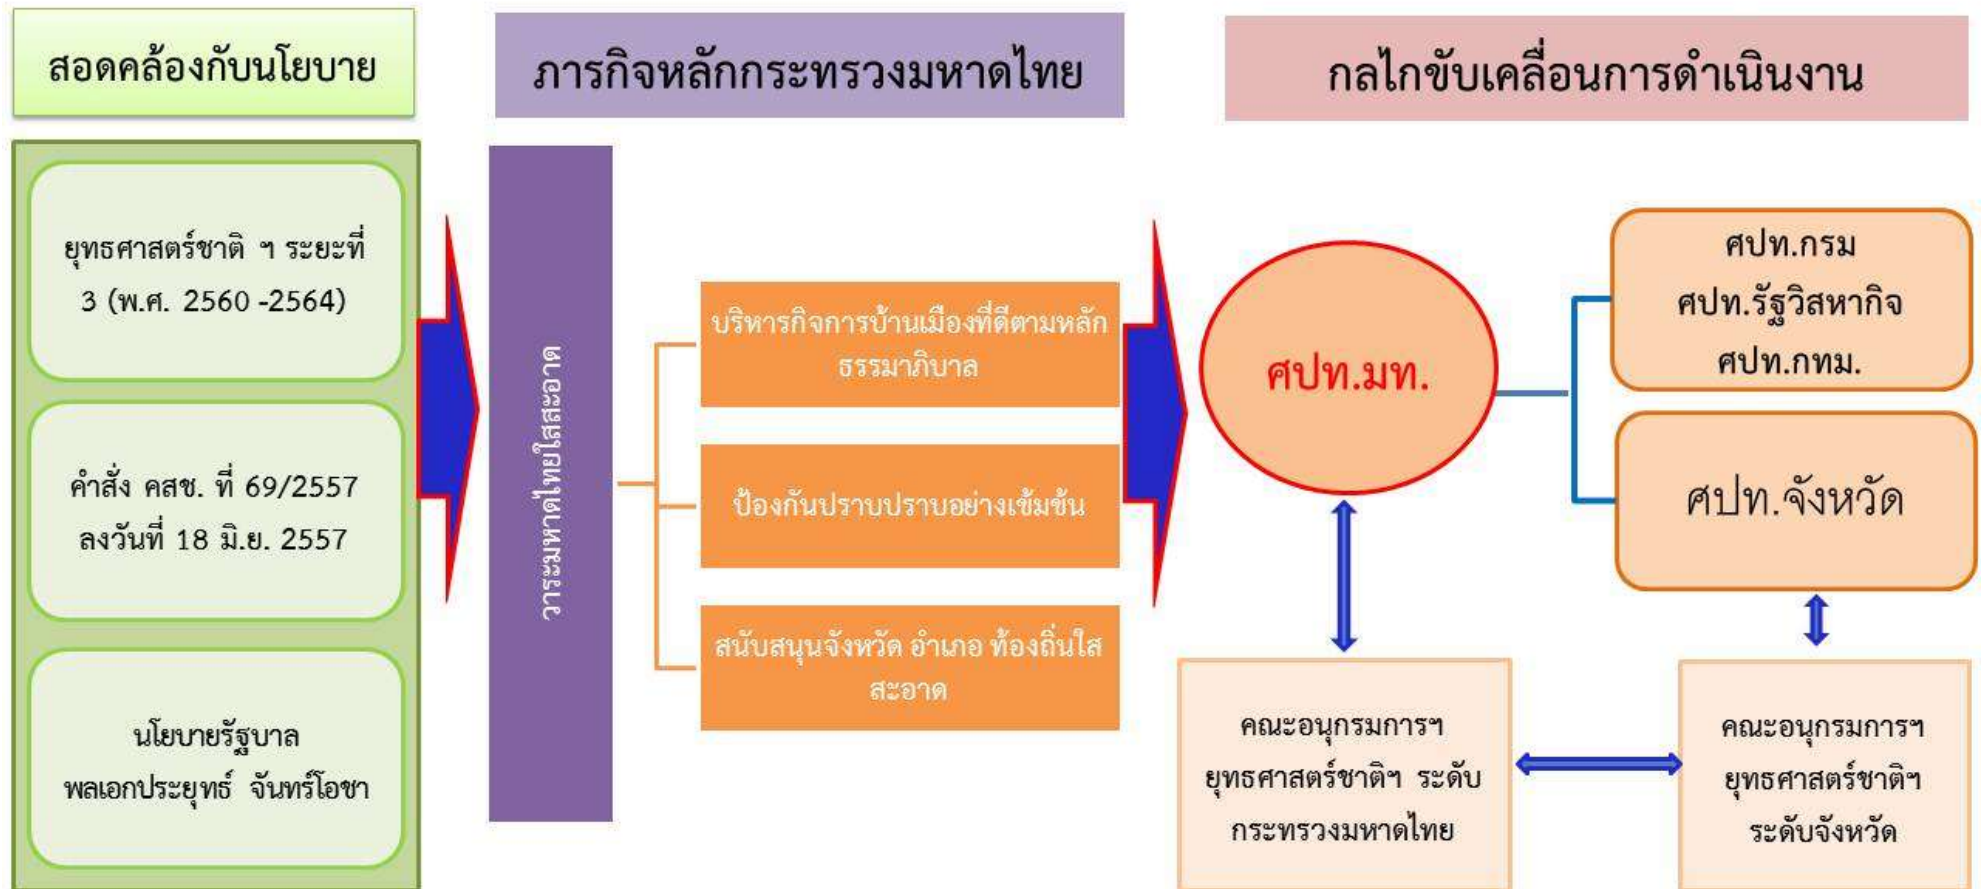 สอดคล้องกับนโยบาย
ยุทธศาสตร์ชาติ ฯ ระยะที่
3 (พ.ศ. 2560 -2564)
คำสั่ง คสช. ที่ 69/2557
ลงวันที่ 18 มิ.ย. 2557
นโยบายรัฐบาล
พลเอกประยุทธ์ จันทร์โอชา
ภารกิจหลักกระทรวงมหาดไทย
วาระมหาดไทยใสสะอาด
บริหารกิจการบ้านเมืองที่ดีตามหลัก
ธรรมาภิบาล
ป้องกันปราบปราบอย่างเข้มข้น
สนับสนุนจังหวัด อำเภอ ท้องถิ่นใส
สะอาด
กลไกขับเคลื่อนการดำเนินงาน
ศปท.มท.
ศปท.กรม
ศปท.รัฐวิสหากิจ
ศปท.กทม.
ศปท.จังหวัด
คณะอนุกรมการฯ
ยุทธศาสตร์ชาติฯ ระดับ
กระทรวงมหาดไทย
คณะอนุกรมการฯ
ยุทธศาสตร์ชาติฯ
ระดับจังหวัด